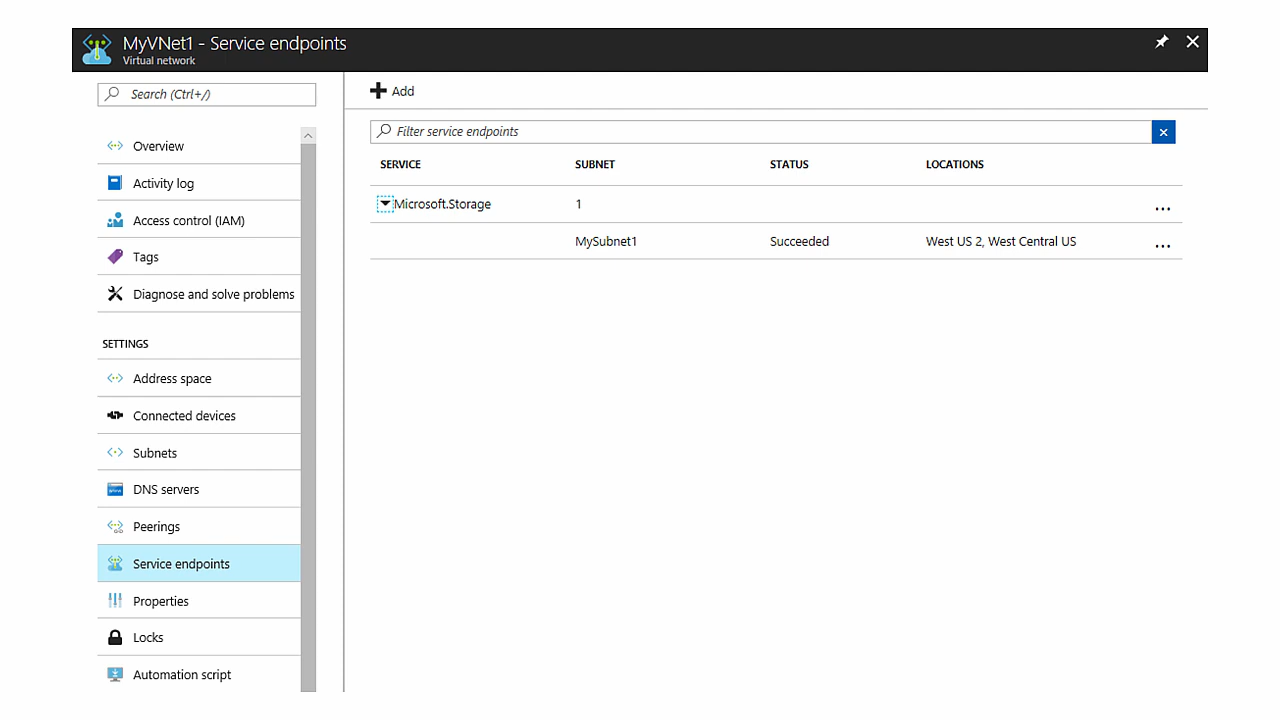 MyVNet1 - Service endpoints
Virtual network
Search (Ctrl+/)
Overview
Activity log
Access control (IAM)
Tags
Diagnose and solve problems
SETTINGS
Address space
Connected devices
Subnets
DNS servers
Peerings
Service endpoints
Properties
Locks
Automation script
Add
Filter service endpoints
SERVICE SUBNET STATUS LOCATIONS
Microsoft.Storage 1 ...
MySubnet1 Succeeded West US 2, West Central US ...